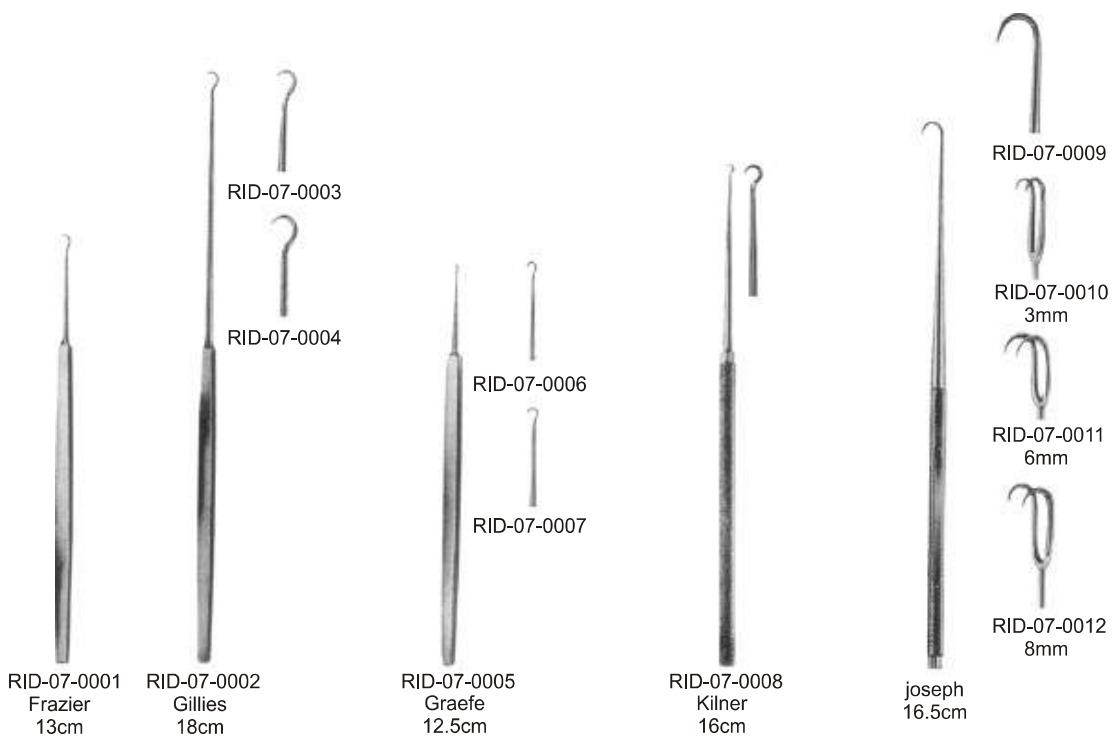 RID-07-0003
RID-07-0004
RID-07-0001
Frazier
13cm
RID-07-0002
Gillies
18cm
RID-07-0006
RID-07-0007
RID-07-0005
Graefe
12.5cm
RID-07-0008
Kilner
16cm
RID-07-0009
RID-07-0010
3mm
RID-07-0011
6mm
RID-07-0012
8mm
joseph
16.5cm